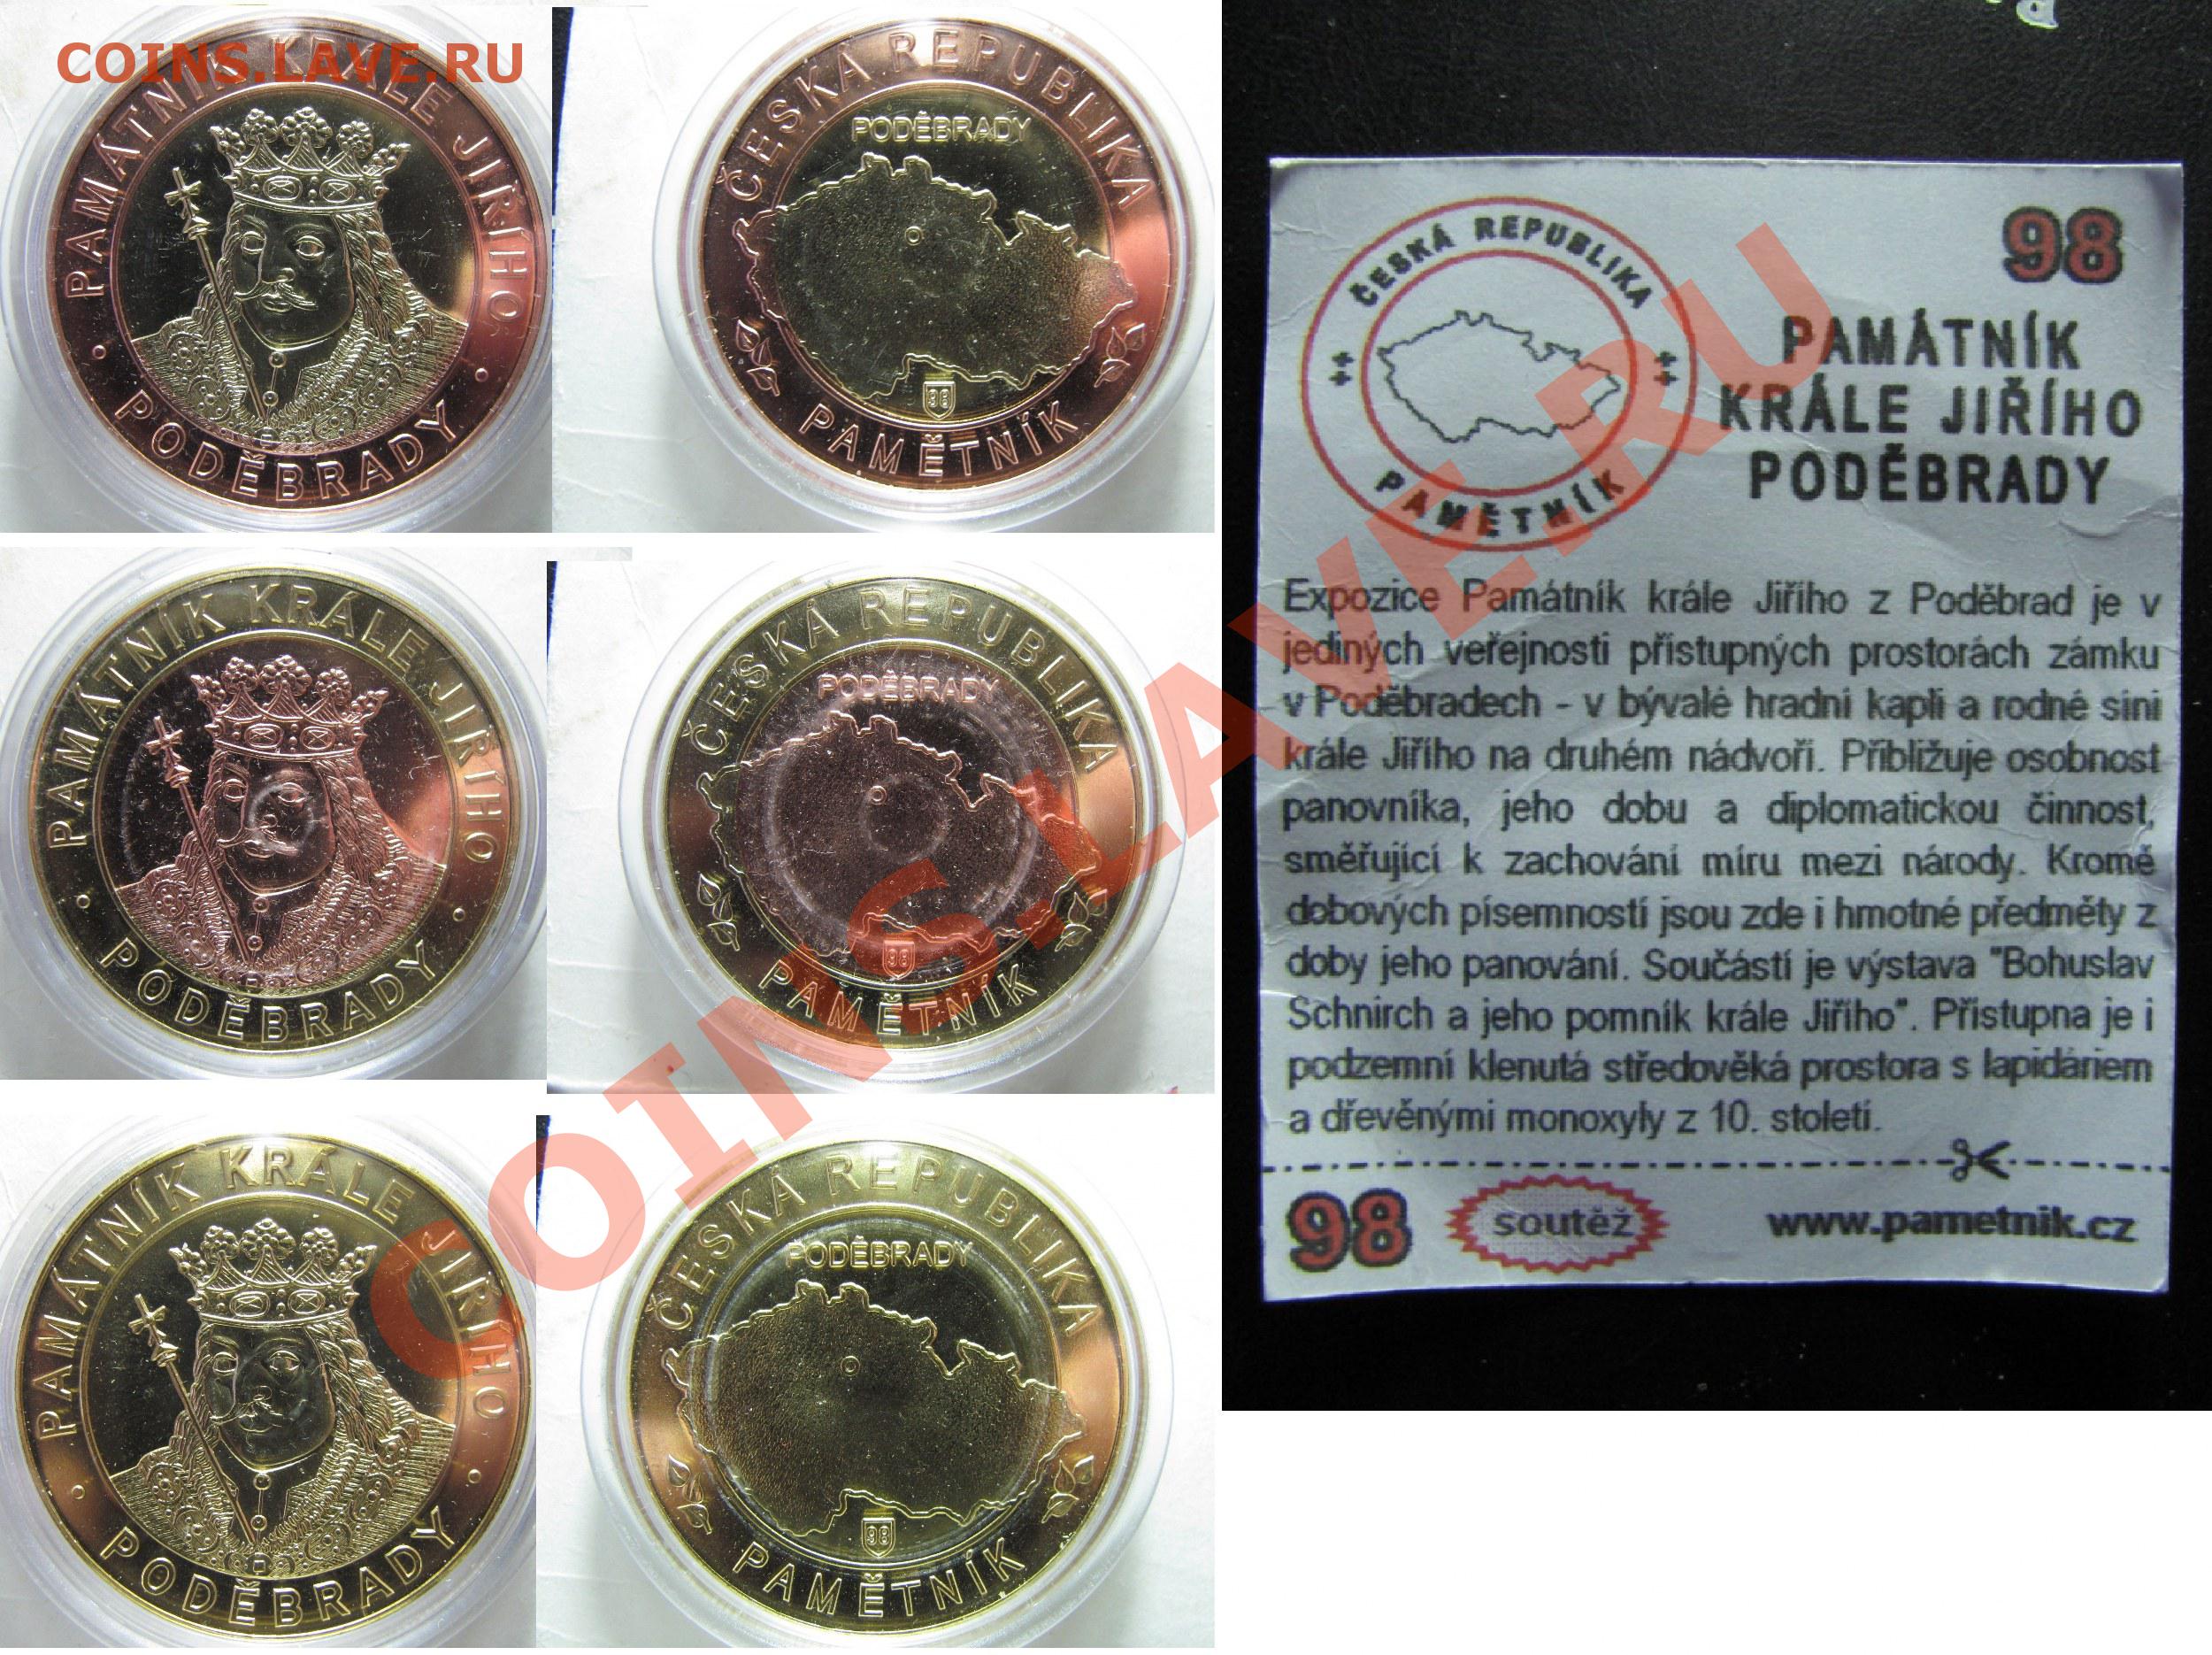 COINS.LAVE.RU
· PAMÁTNÍK KRÁLE JIŘÍHO ·
PODĚBRADY
ČESKÁ REPUBLIKA
PODĚBRADY
98
PAMĚTNÍK
· PAMÁTNÍK KRÁLE JIŘÍHO ·
PODĚBRADY
ČESKÁ REPUBLIKA
PODĚBRADY
98
PAMĚTNÍK
· PAMÁTNÍK KRÁLE JIŘÍHO ·
PODĚBRADY
ČESKÁ REPUBLIKA
PODĚBRADY
98
PAMĚTNÍK
COINS.LAVE.RU
ČESKÁ REPUBLIKA
PAMĚTNÍK
98
PAMÁTNÍK
KRÁLE JIŘÍHO
PODĚBRADY
Expozice Památník krále Jiřího z Poděbrad je v
jediných veřejnosti přístupných prostorách zámku
v Poděbradech - v bývalé hradní kapli a rodné síni
krále Jiřího na druhém nádvoří. Přibližuje osobnost
panovníka, jeho dobu a diplomatickou činnost,
směřující k zachování míru mezi národy. Kromě
dobových písemností jsou zde i hmotné předměty z
doby jeho panování. Součástí je výstava "Bohuslav
Schnirch a jeho pomník krále Jiřího". Přístupna je i
podzemní klenutá středověká prostora s lapidáriem
a dřevěnými monoxyly z 10. století.
98 soutěž www.pametnik.cz